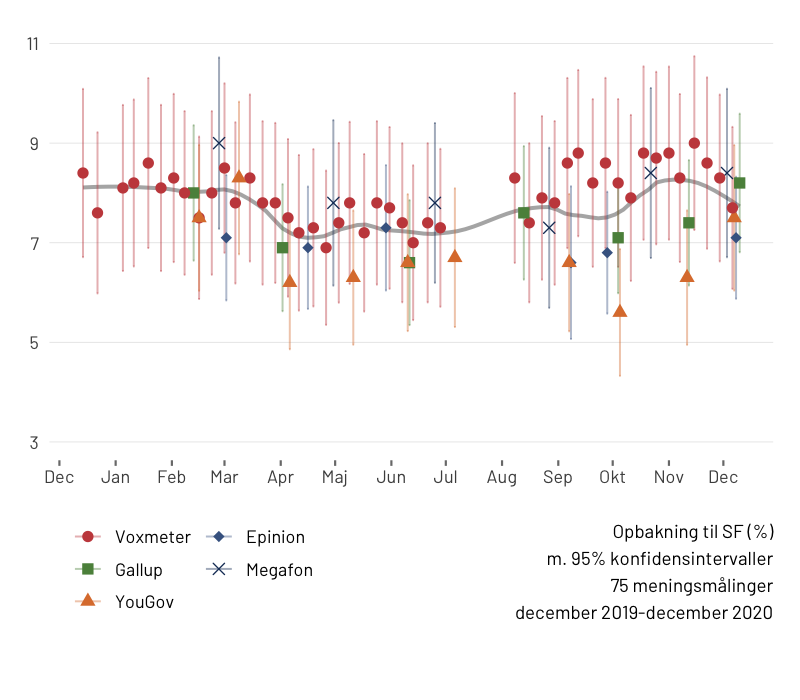 11
9
7
5
3
Dec Jan Feb Mar Apr Maj Jun Jul Aug Sep Okt Nov Dec
Voxmeter Epinion
Gallup Megafon
YouGov
Opbakning til SF (%)
m. 95% konfidensintervaller
75 meningsmålinger
december 2019-december 2020